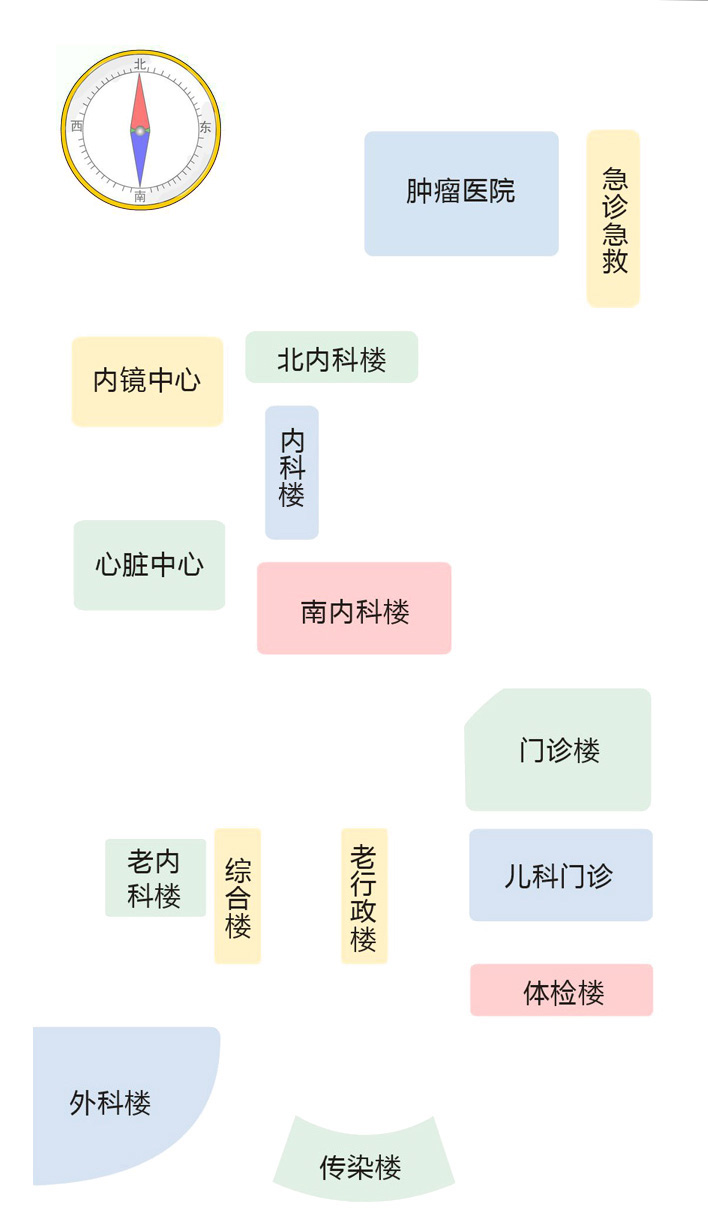 北
西
东
南
肿瘤医院
急诊急救
内镜中心
北内科楼
内科楼
心脏中心
南内科楼
门诊楼
老内
科楼
综合楼
老行政楼
儿科门诊
体检楼
外科楼
传染楼